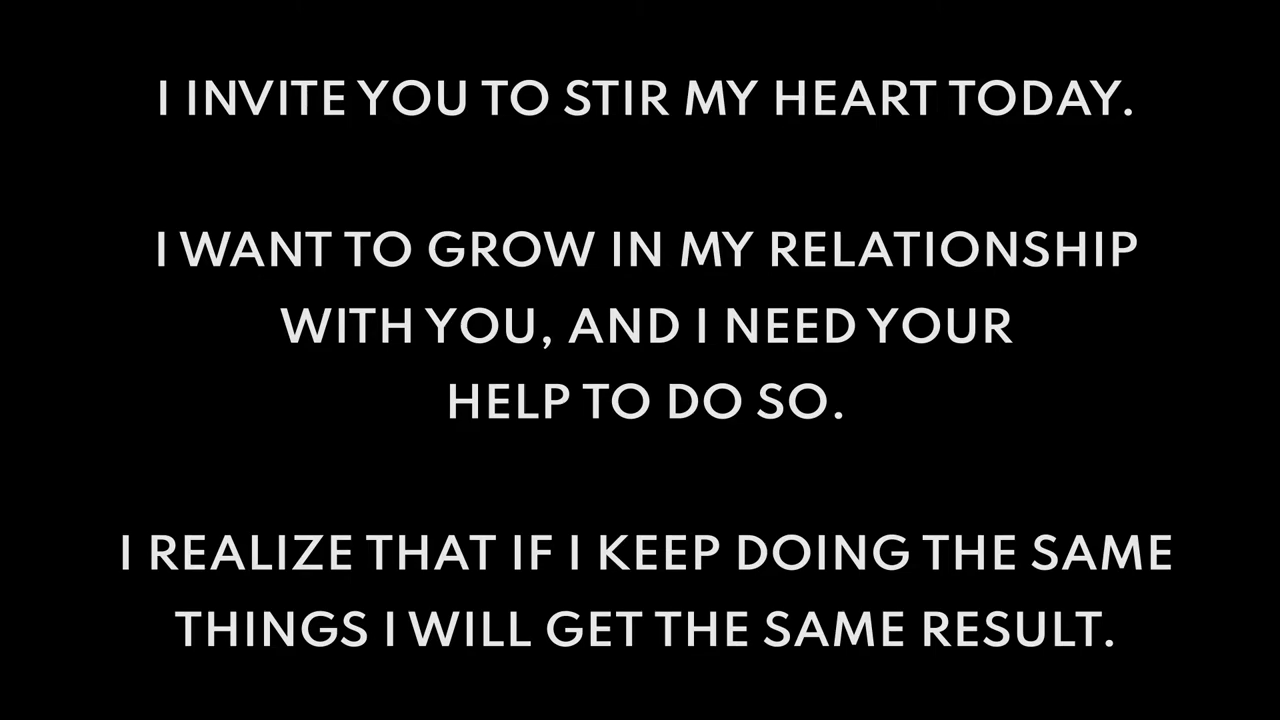 I INVITE YOU TO STIR MY HEART TODAY.
I WANT TO GROW IN MY RELATIONSHIP
WITH YOU, AND I NEED YOUR
HELP TO DO SO.
I REALIZE THAT IF I KEEP DOING THE SAME
THINGS I WILL GET THE SAME RESULT.